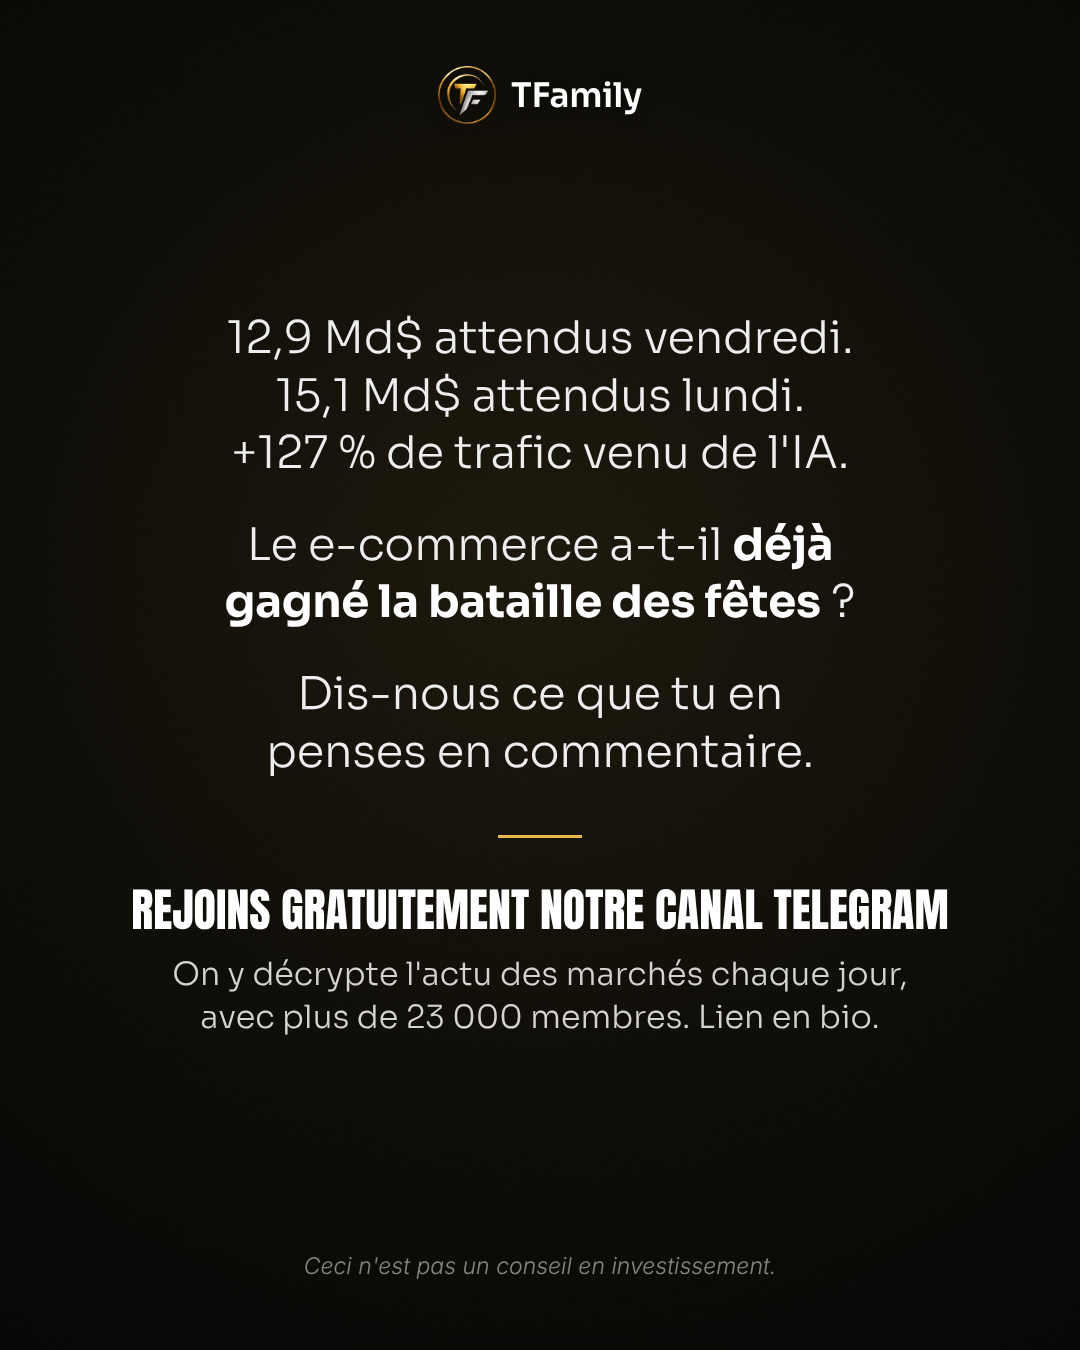 TF
TFamily
12,9 Md$ attendus vendredi.
15,1 Md$ attendus lundi.
+127 % de trafic venu de l'IA.
Le e-commerce a-t-il déjà
gagné la bataille des fêtes ?
Dis-nous ce que tu en
penses en commentaire.
REJOINS GRATUITEMENT NOTRE CANAL TELEGRAM
On y décrypte l'actu des marchés chaque jour,
avec plus de 23 000 membres. Lien en bio.
Ceci n'est pas un conseil en investissement.